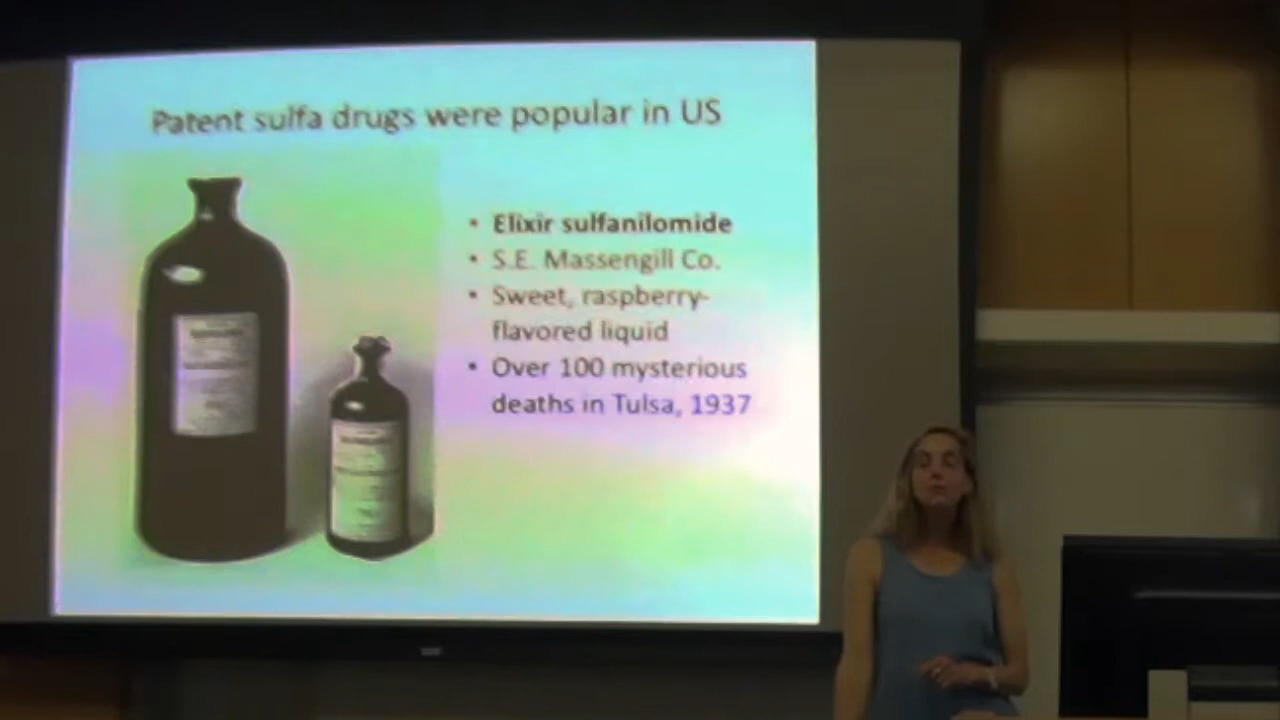 Patent sulfa drugs were popular in US
• Elixir sulfanilomide
• S.E. Massengill Co.
• Sweet, raspberry-
flavored liquid
• Over 100 mysterious
deaths in Tulsa, 1937